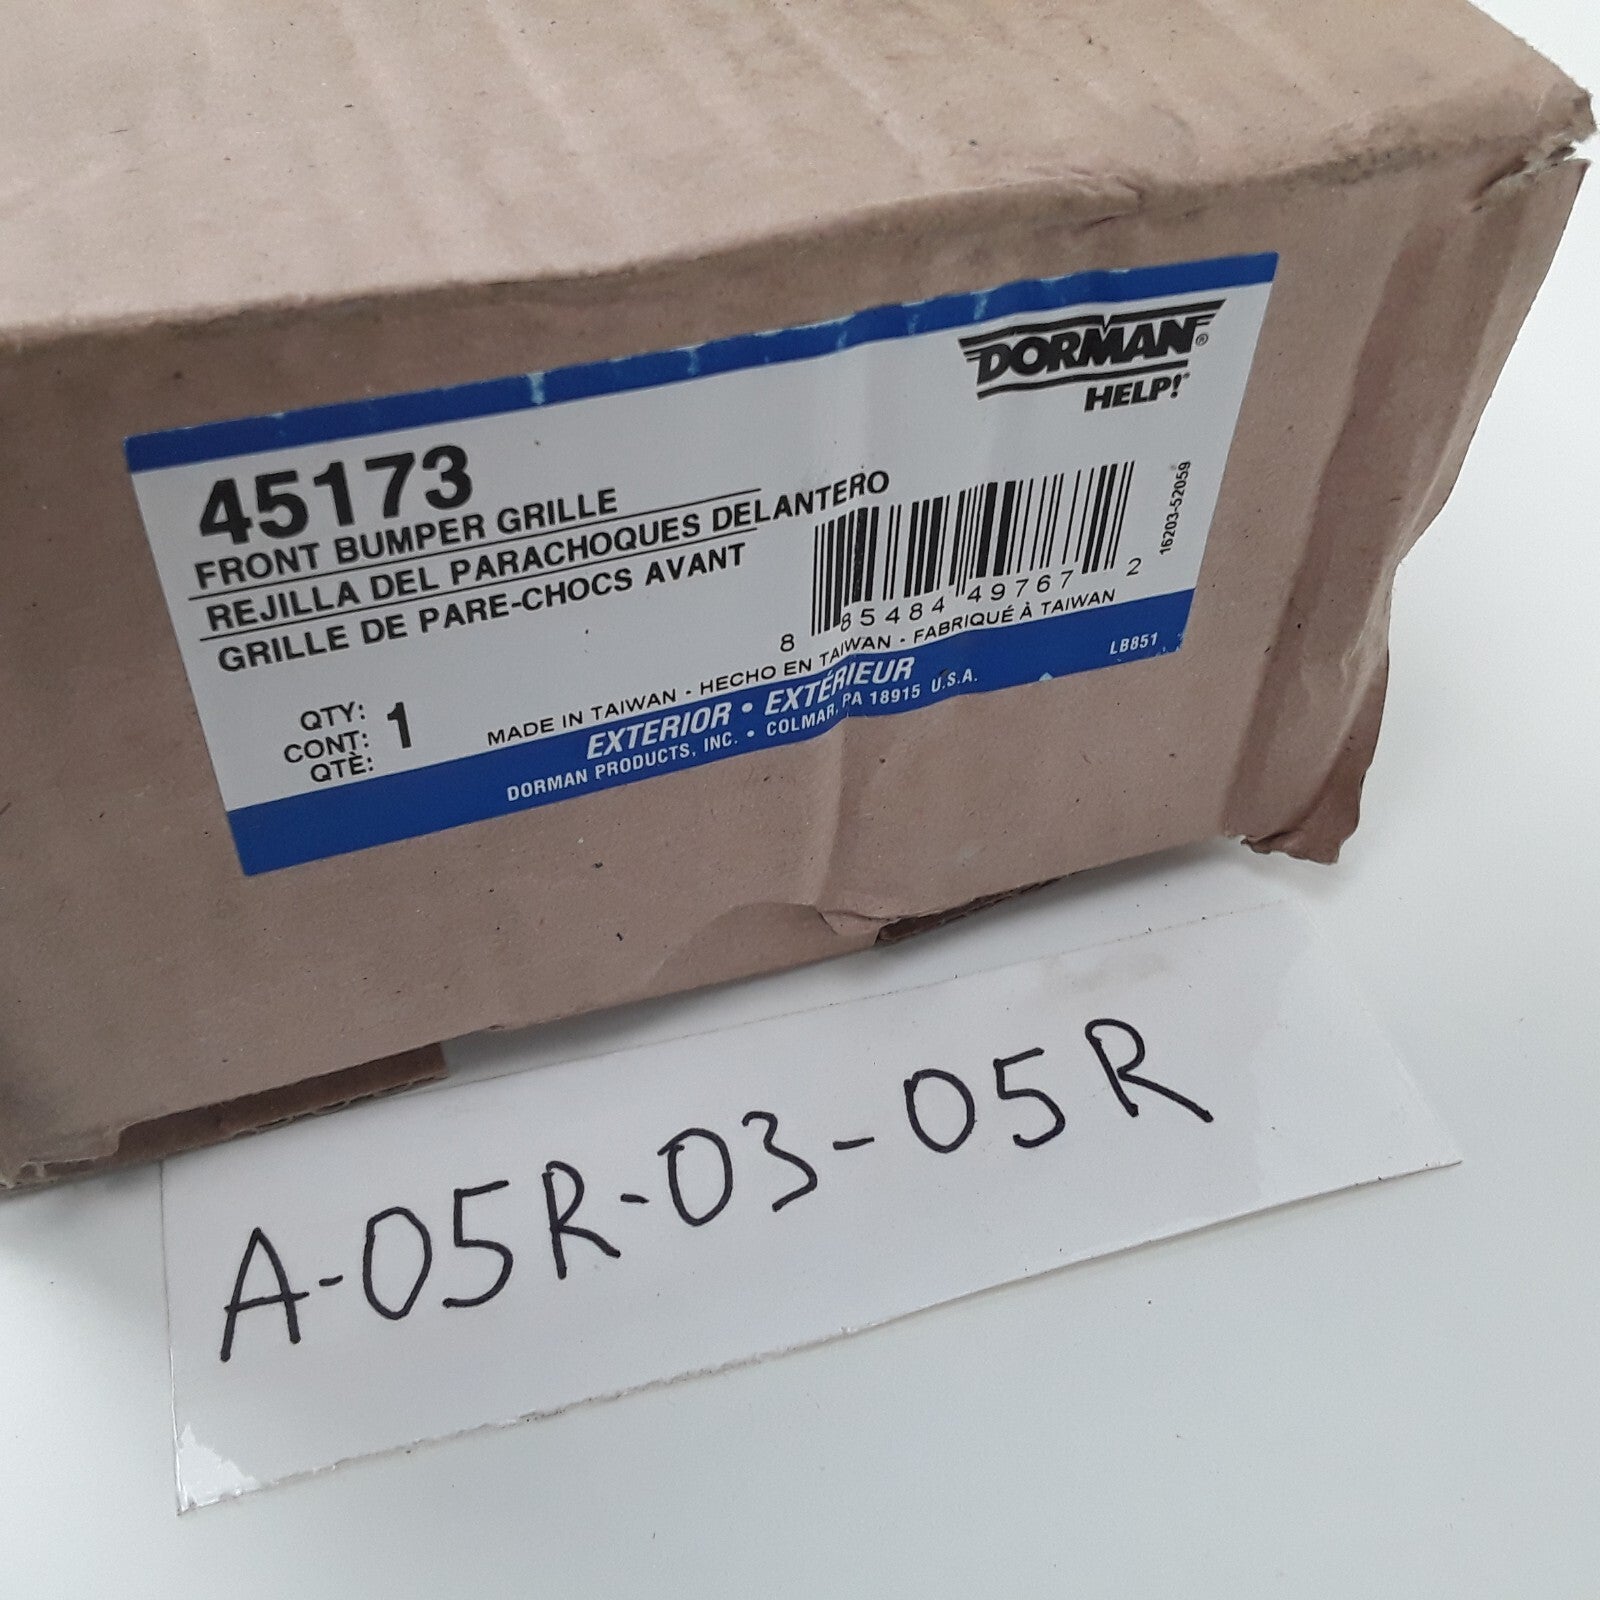 DORMAN®
HELP!
45173
FRONT BUMPER GRILLE
REJILLA DEL PARACHOQUES DELANTERO
GRILLE DE PARE-CHOCS AVANT
8 85484 49767 2
16203-52059
QTY:
CONT: 1
QTÈ:
MADE IN TAIWAN - HECHO EN TAIWAN - FABRIQUÉ À TAIWAN
EXTERIOR • EXTÉRIEUR
DORMAN PRODUCTS, INC. • COLMAR, PA 18915 U.S.A.
LB851
A-05R-03-05R